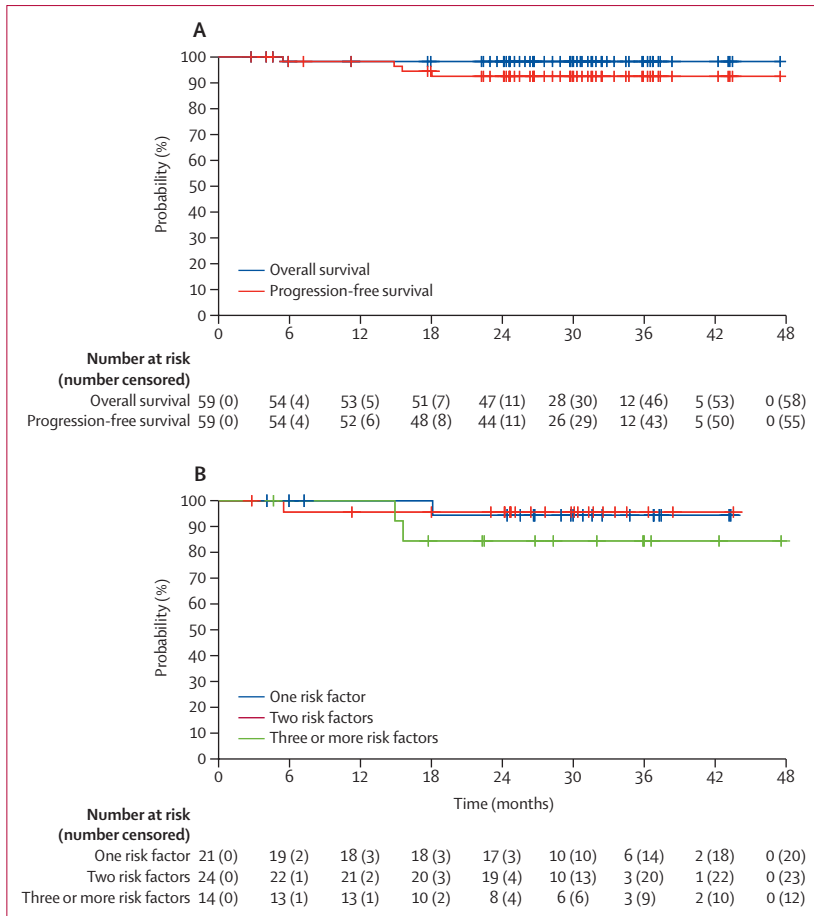 A
100
90
80
70
60
50
40
30
20
10
0
Probability (%)
Overall survival
Progression-free survival
0 6 12 18 24 30 36 42 48
Number at risk
(number censored)
Overall survival 59 (0) 54 (4) 53 (5) 51 (7) 47 (11) 28 (30) 12 (46) 5 (53) 0 (58)
Progression-free survival 59 (0) 54 (4) 52 (6) 48 (8) 44 (11) 26 (29) 12 (43) 5 (50) 0 (55)
B
100
90
80
70
60
50
40
30
20
10
0
Probability (%)
One risk factor
Two risk factors
Three or more risk factors
0 6 12 18 24 30 36 42 48
Time (months)
Number at risk
(number censored)
One risk factor 21 (0) 19 (2) 18 (3) 18 (3) 17 (3) 10 (10) 6 (14) 2 (18) 0 (20)
Two risk factors 24 (0) 22 (1) 21 (2) 20 (3) 19 (4) 10 (13) 3 (20) 1 (22) 0 (23)
Three or more risk factors 14 (0) 13 (1) 13 (1) 10 (2) 8 (4) 6 (6) 3 (9) 2 (10) 0 (12)